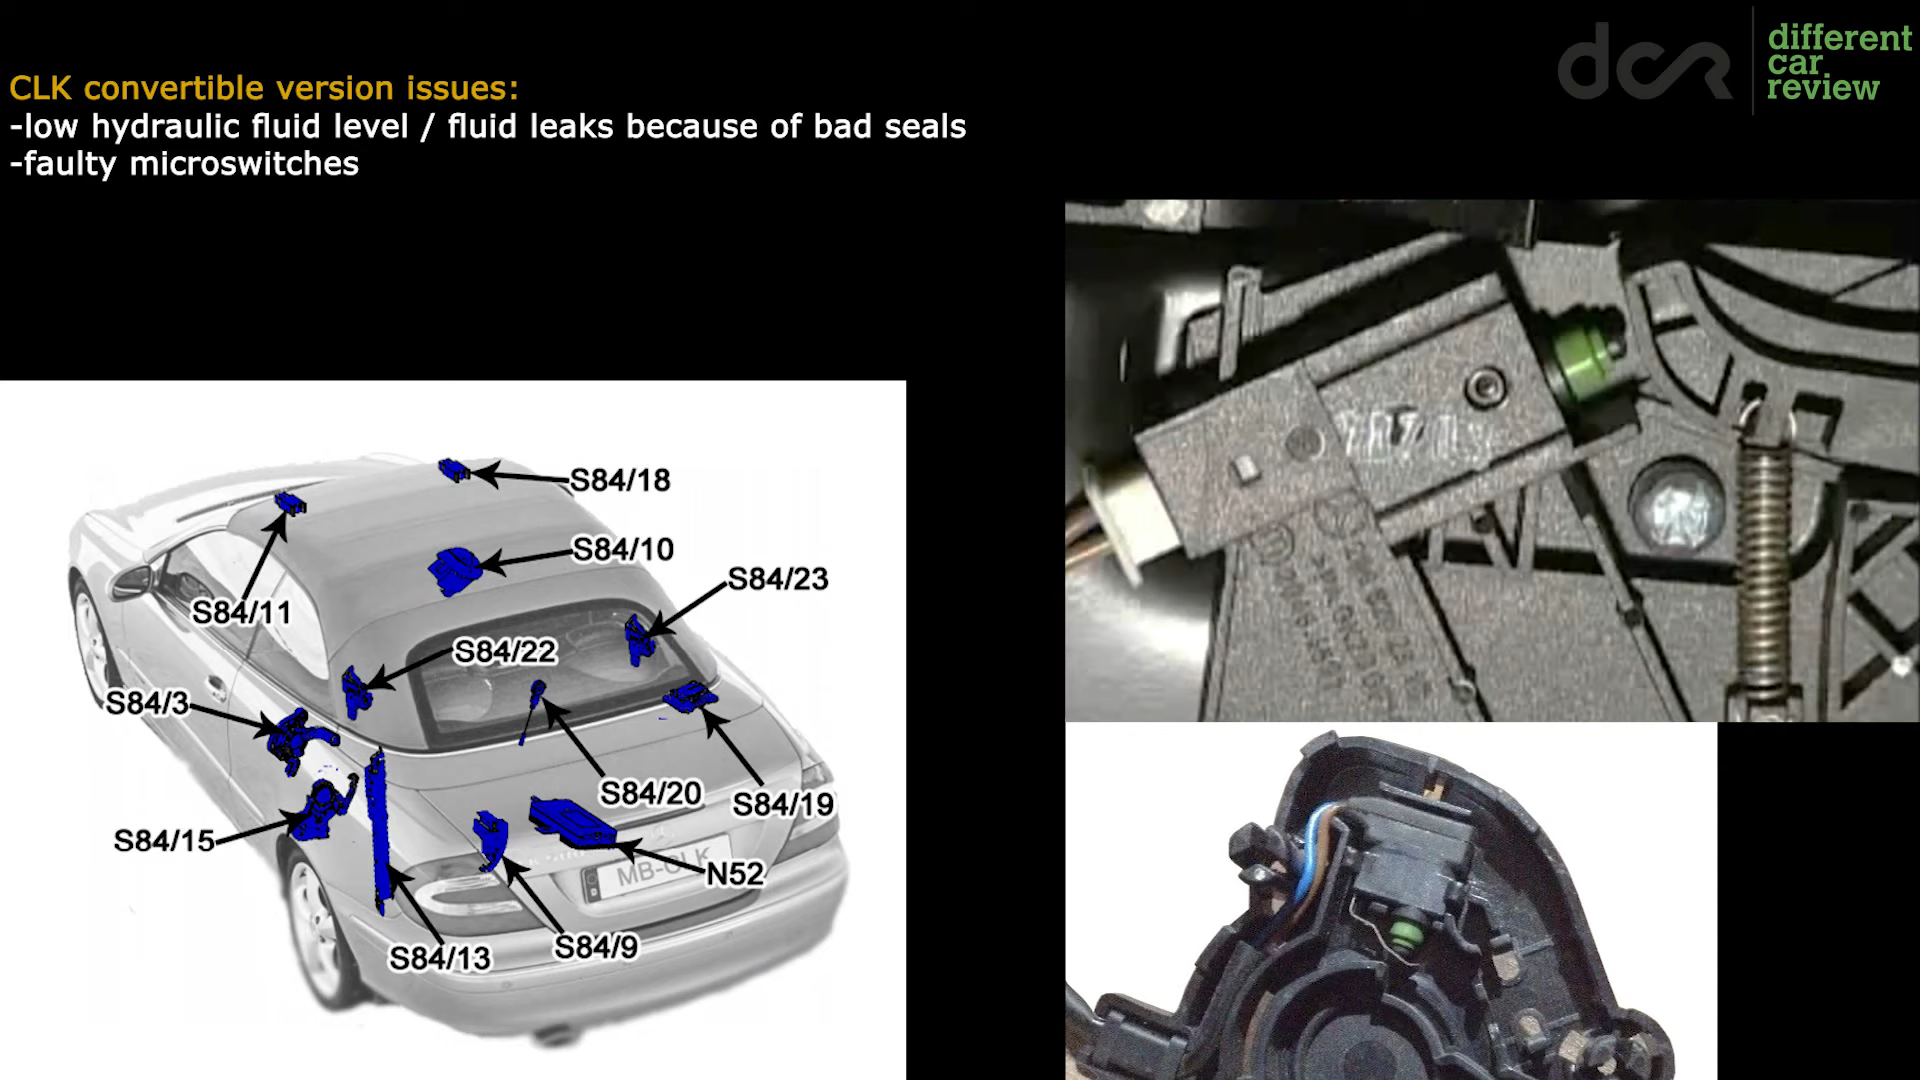 CLK convertible version issues:
-low hydraulic fluid level / fluid leaks because of bad seals
-faulty microswitches
dcr
different
car
review
S84/18
S84/10
S84/23
S84/11
S84/22
S84/3
S84/20
S84/19
S84/15
N52
MB-CLK
S84/9
S84/13